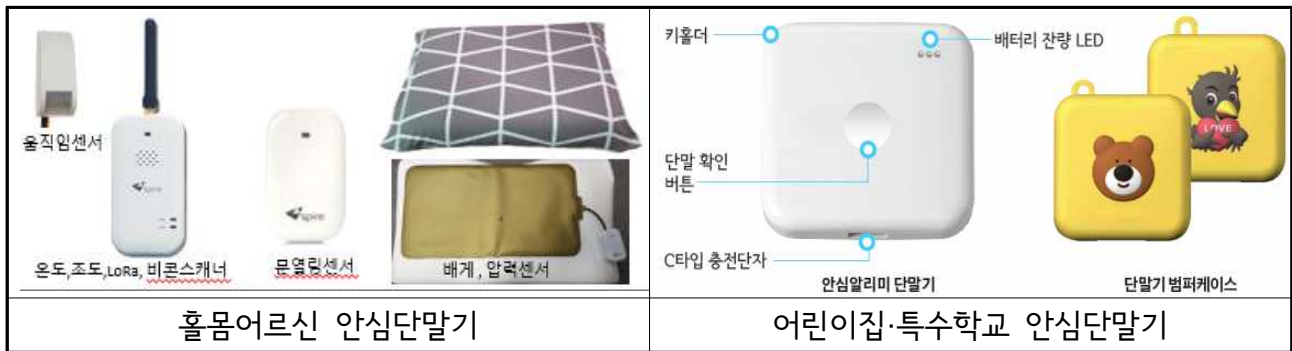 움직임센서
spire
온도,조도,LoRa, 비콘스캐너
spire
문열림센서
배게 , 압력센서
홀몸어르신 안심단말기
키홀더
배터리 잔량 LED
단말 확인
버튼
C타입 충전단자
안심알리미 단말기
LOVE
단말기 범퍼케이스
어린이집·특수학교 안심단말기